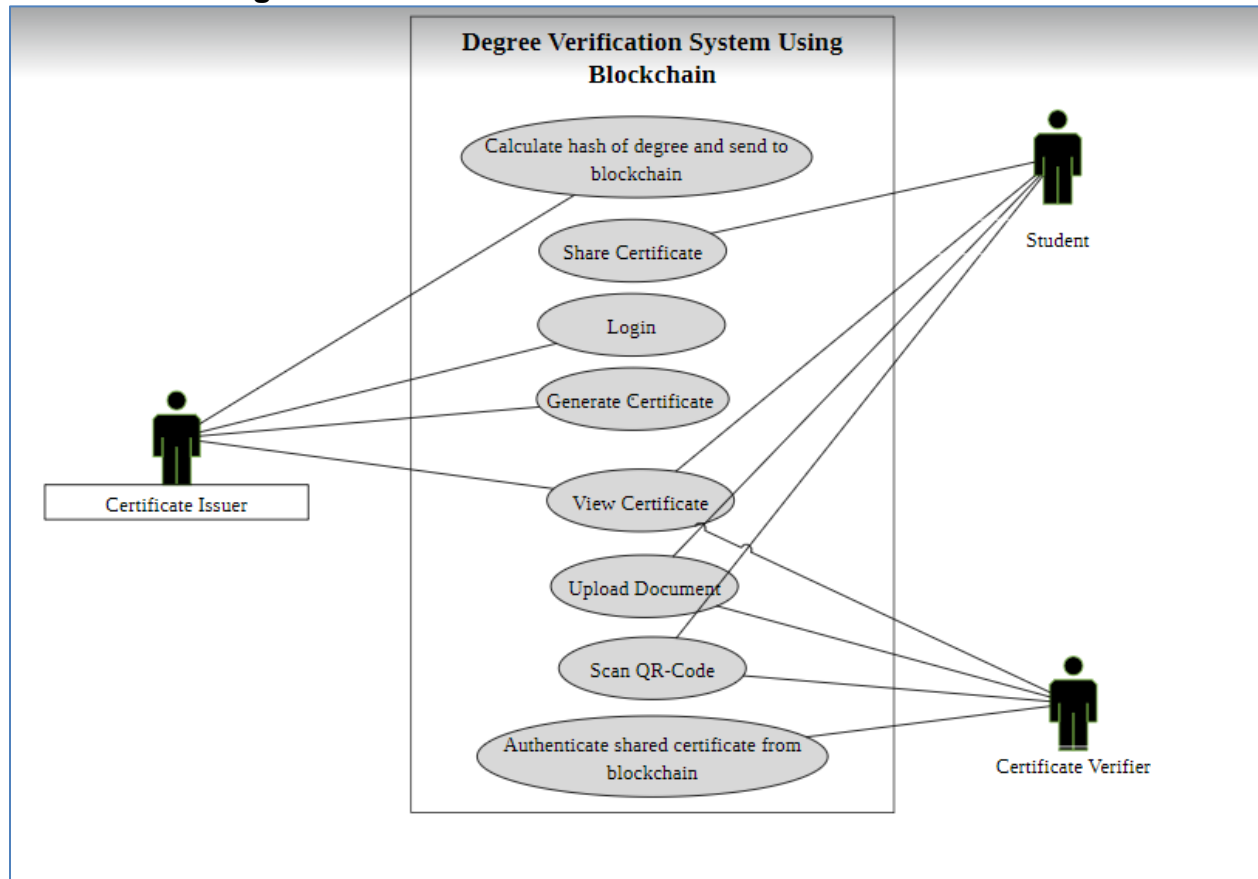 Degree Verification System Using
Blockchain
Calculate hash of degree and send to
blockchain
Share Certificate
Student
Login
Generate Certificate
Certificate Issuer
View Certificate
Upload Document
Scan QR-Code
Authenticate shared certificate from
blockchain
Certificate Verifier